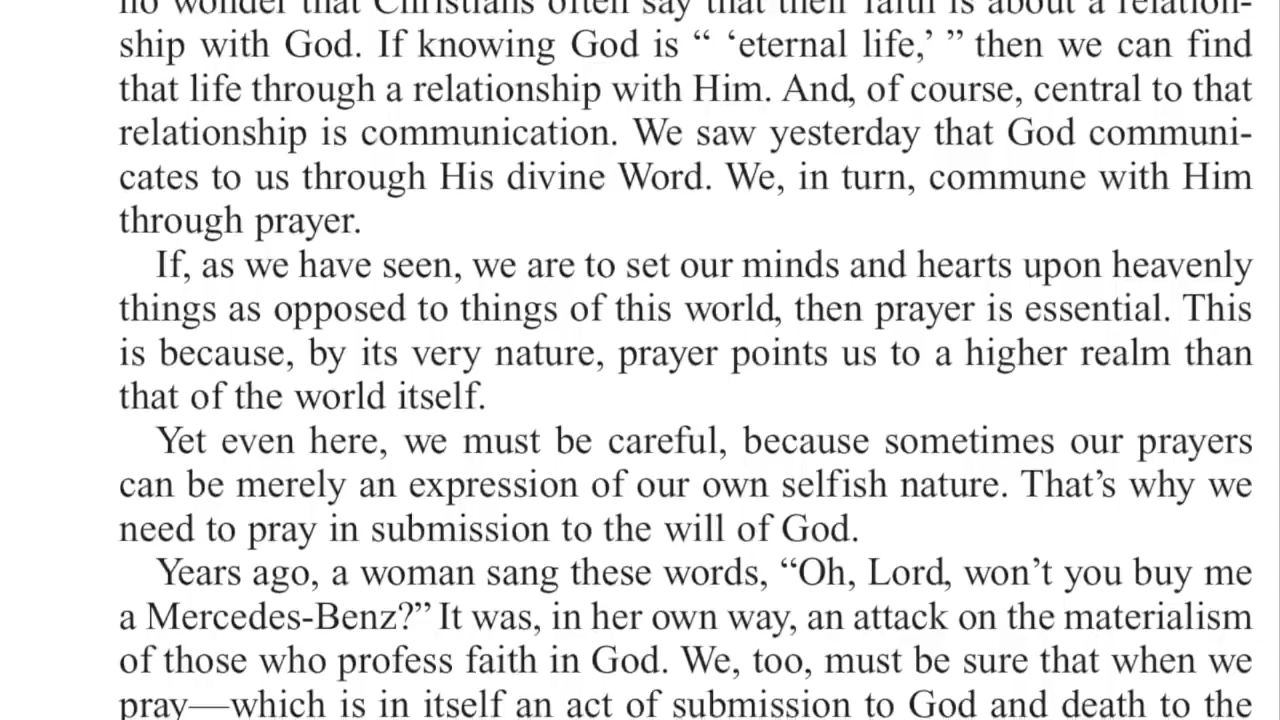 no wonder that Christians often say that their faith is about a relation-
ship with God. If knowing God is “ ‘eternal life,’ ” then we can find
that life through a relationship with Him. And, of course, central to that
relationship is communication. We saw yesterday that God communi-
cates to us through His divine Word. We, in turn, commune with Him
through prayer.
If, as we have seen, we are to set our minds and hearts upon heavenly
things as opposed to things of this world, then prayer is essential. This
is because, by its very nature, prayer points us to a higher realm than
that of the world itself.
Yet even here, we must be careful, because sometimes our prayers
can be merely an expression of our own selfish nature. That’s why we
need to pray in submission to the will of God.
Years ago, a woman sang these words, “Oh, Lord, won’t you buy me
a Mercedes-Benz?” It was, in her own way, an attack on the materialism
of those who profess faith in God. We, too, must be sure that when we
pray—which is in itself an act of submission to God and death to the